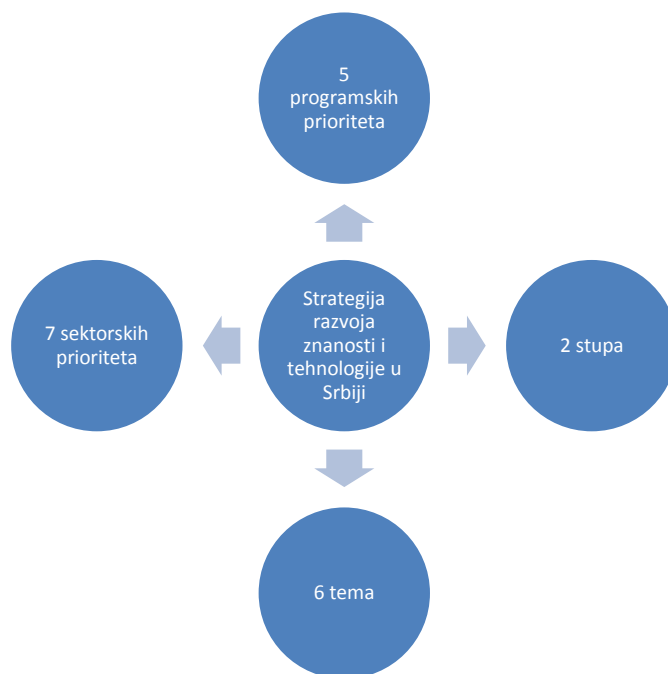 5
programskih
prioriteta
7 sektorskih
prioriteta
Strategija
razvoja
znanosti i
tehnologije u
Srbiji
2 stupa
6 tema